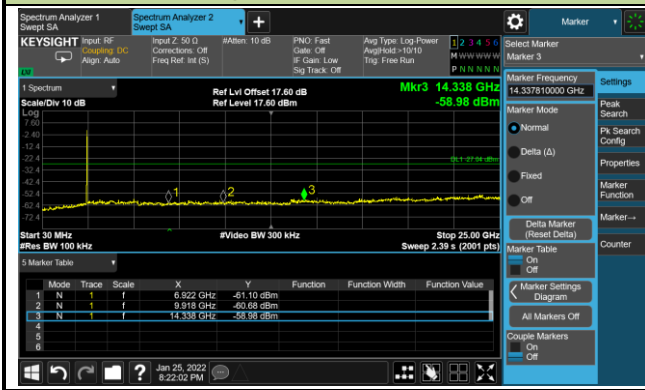 Spectrum Analyzer 1
Swept SA
Spectrum Analyzer 2
Swept SA
+
Marker
KEYSIGHT
Input: RF
Coupling: DC
Align: Auto
Input Z: 50 Ω
Corrections: Off
Freq Ref: Int (S)
#Atten: 10 dB
PNO: Fast
Gate: Off
IF Gain: Low
Sig Track: Off
Avg Type: Log-Power
Avg|Hold:>10/10
Trig: Free Run
1 2 3 4 5 6
M W W W W W
P N N N N N
LU
Select Marker
Marker 3
1 Spectrum
Scale/Div 10 dB
Ref Lvl Offset 17.60 dB
Ref Level 17.60 dBm
Mkr3 14.338 GHz
-58.98 dBm
Log
7.60
-2.40
-12.4
-22.4
-32.4
-42.4
-52.4
-62.4
-72.4
DL1 -27.64 dBm
1
2
3
Start 30 MHz
#Res BW 100 kHz
#Video BW 300 kHz
Stop 25.00 GHz
Sweep 2.39 s (2001 pts)
5 Marker Table
Mode Trace Scale X Y Function Function Width Function Value
1 N 1 f 6.922 GHz -61.10 dBm
2 N 1 f 9.918 GHz -60.68 dBm
3 N 1 f 14.338 GHz -58.98 dBm
4
5
6
Marker Frequency
14.337810000 GHz
Marker Mode
Normal
Delta (Δ)
Fixed
Off
Delta Marker
(Reset Delta)
Marker Table
On
Off
Marker Settings
Diagram
All Markers Off
Couple Markers
On
Off
Settings
Peak
Search
Pk Search
Config
Properties
Marker
Function
Marker→
Counter
?
Jan 25, 2022
8:22:02 PM